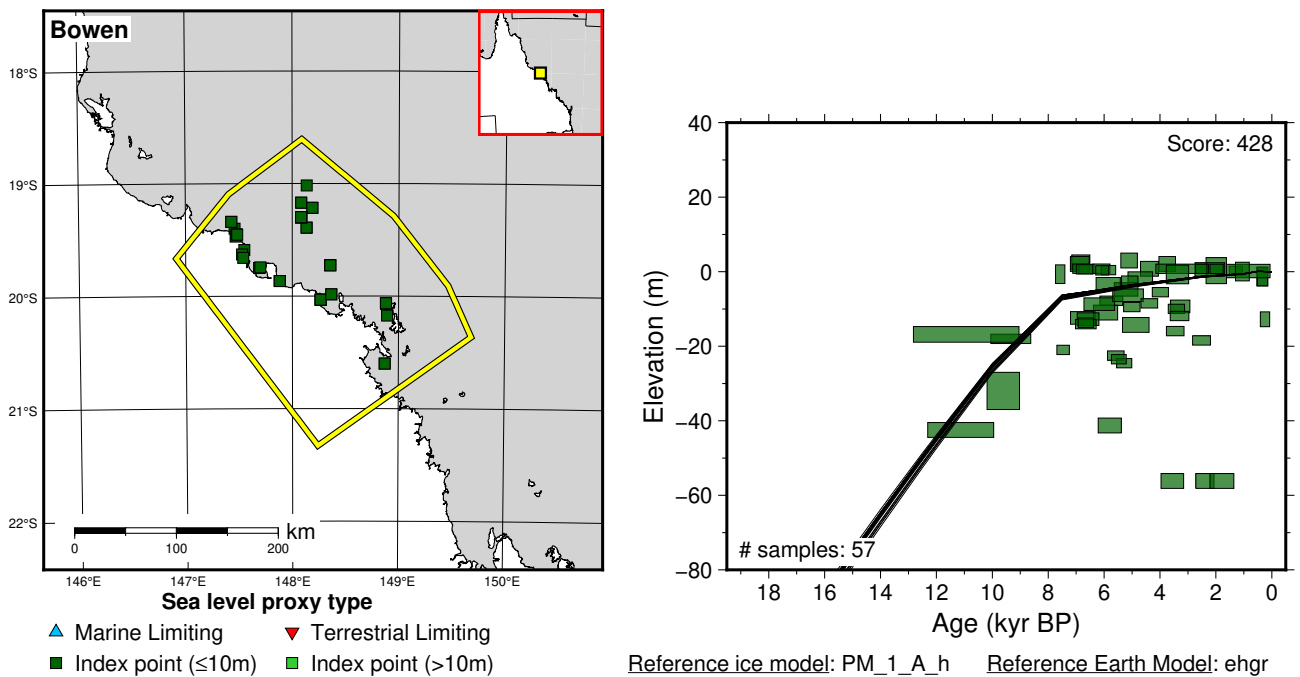 Bowen
18°S
19°S
20°S
21°S
22°S
146°E
147°E
148°E
149°E
150°E
km
0
100
200
Sea level proxy type
Marine Limiting
Terrestrial Limiting
Index point (≤10m)
Index point (>10m)
Score: 428
40
20
0
−20
−40
−60
−80
Elevation (m)
# samples: 57
18
16
14
12
10
8
6
4
2
0
Age (kyr BP)
Reference ice model: PM_1_A_h
Reference Earth Model: ehgr